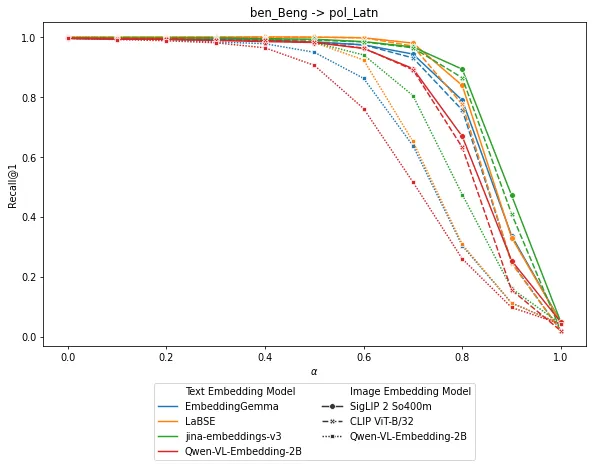 ben_Beng -> pol_Latn
1.0
0.8
0.6
0.4
0.2
0.0
Recall@1
0.0 0.2 0.4 0.6 0.8 1.0
α
Text Embedding Model Image Embedding Model
EmbeddingGemma SigLIP 2 So400m
LaBSE CLIP ViT-B/32
jina-embeddings-v3 Qwen-VL-Embedding-2B
Qwen-VL-Embedding-2B